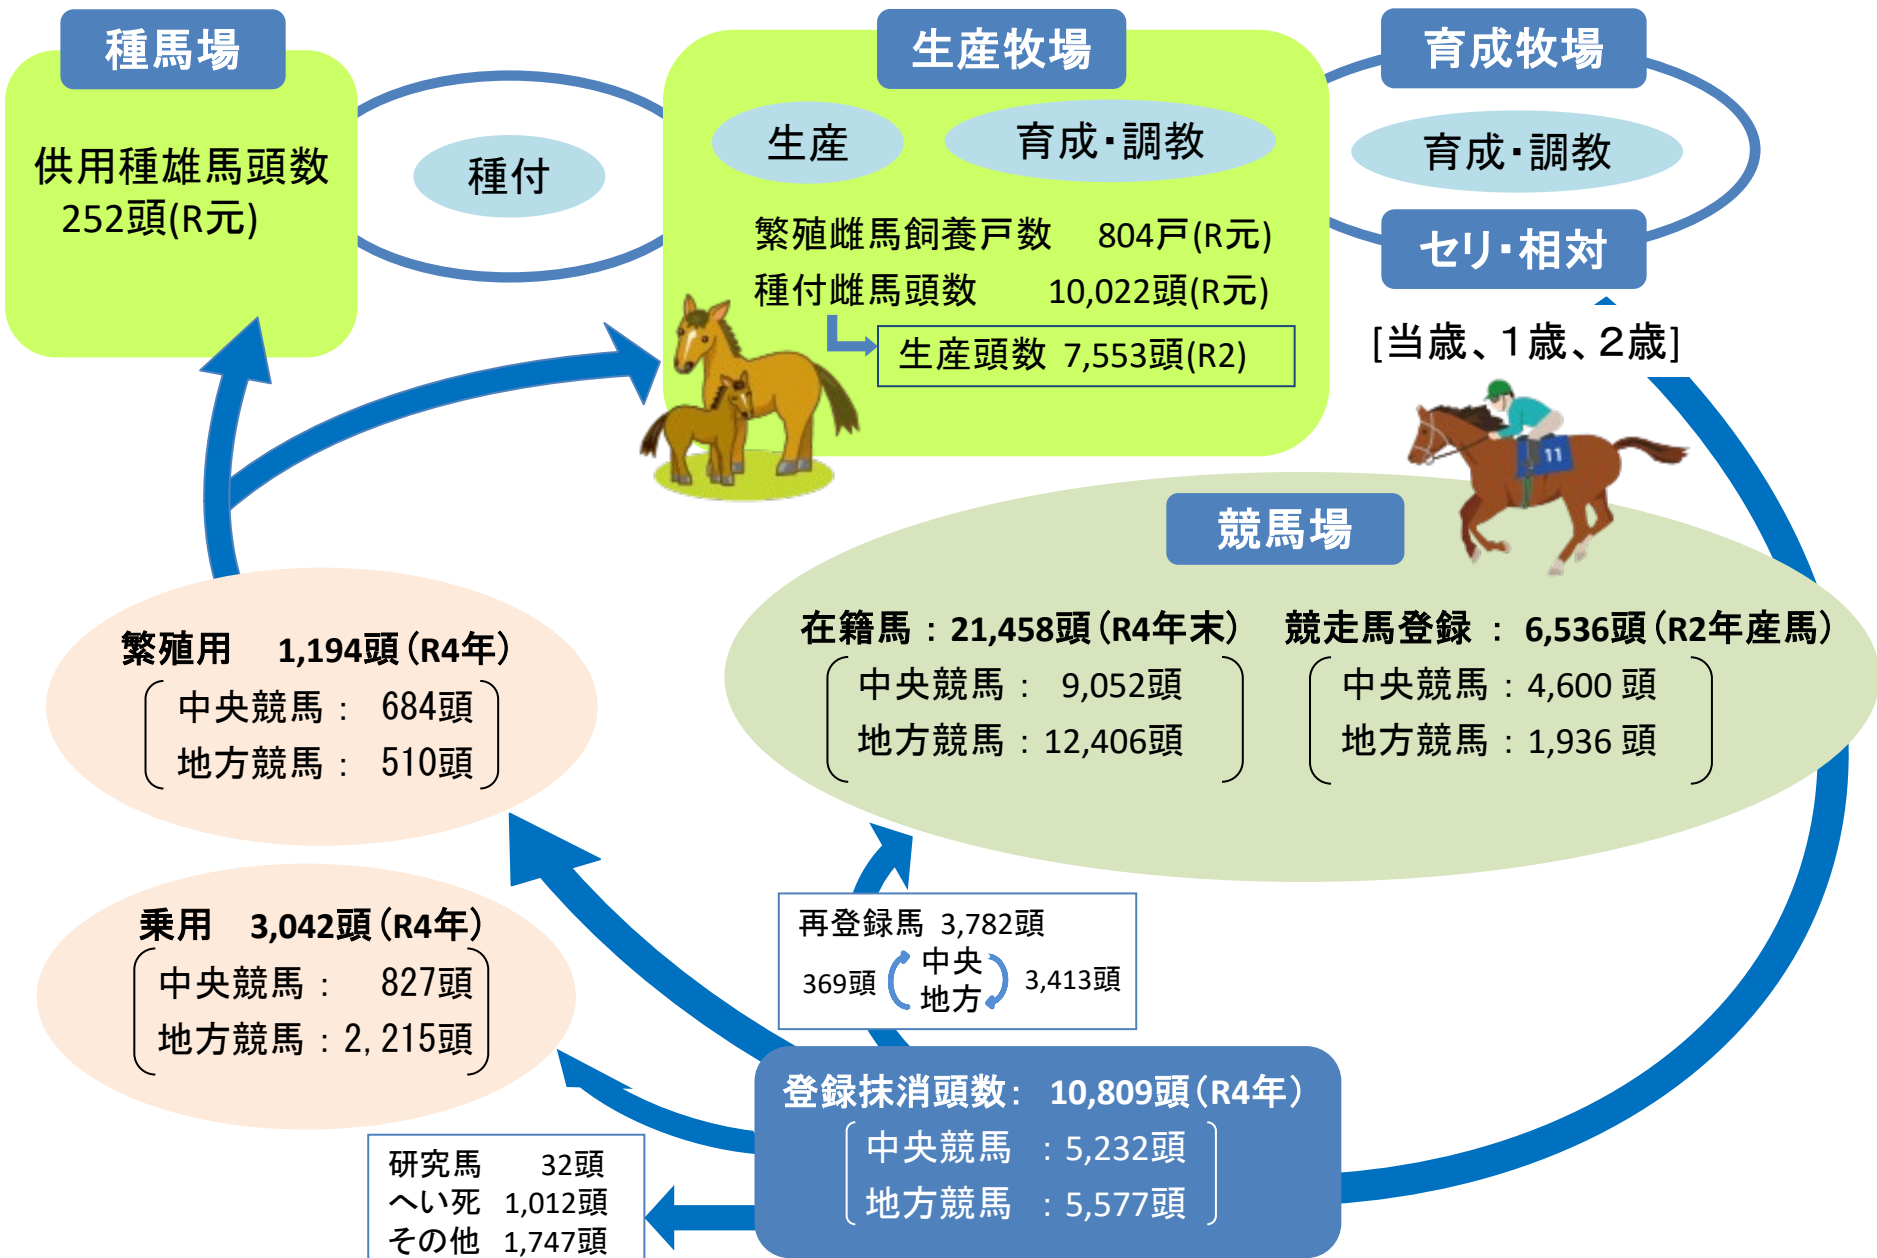 種馬場
供用種雄馬頭数
252頭(R元)
種付
生産牧場
生産
育成・調教
繁殖雌馬飼養戸数 804戸(R元)
種付雌馬頭数 10,022頭(R元)
生産頭数 7,553頭(R2)
育成牧場
育成・調教
セリ・相対
[当歳、1歳、2歳]
11
競馬場
在籍馬：21,458頭（R4年末）
中央競馬： 9,052頭
地方競馬：12,406頭
競走馬登録 ： 6,536頭（R2年産馬）
中央競馬：4,600 頭
地方競馬：1,936 頭
繁殖用 1,194頭（R4年）
中央競馬： 684頭
地方競馬： 510頭
乗用 3,042頭（R4年）
中央競馬： 827頭
地方競馬：2,215頭
再登録馬 3,782頭
369頭 中央 3,413頭
地方
登録抹消頭数： 10,809頭（R4年）
中央競馬 ：5,232頭
地方競馬 ：5,577頭
研究馬 32頭
へい死 1,012頭
その他 1,747頭